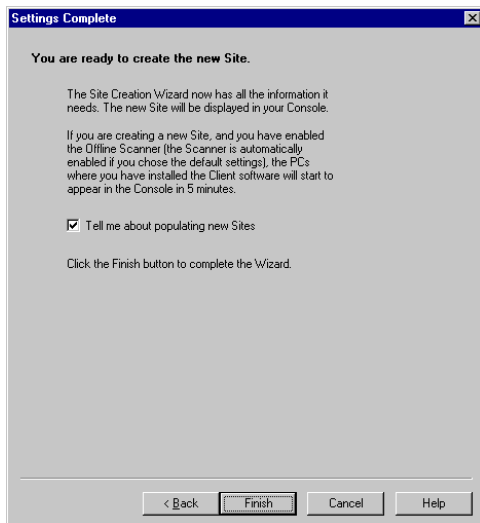 Settings Complete
You are ready to create the new Site.
The Site Creation Wizard now has all the information it
needs. The new Site will be displayed in your Console.
If you are creating a new Site, and you have enabled
the Offline Scanner (the Scanner is automatically
enabled if you chose the default settings), the PCs
where you have installed the Client software will start to
appear in the Console in 5 minutes.
Tell me about populating new Sites
Click the Finish button to complete the Wizard.
< Back Finish Cancel Help